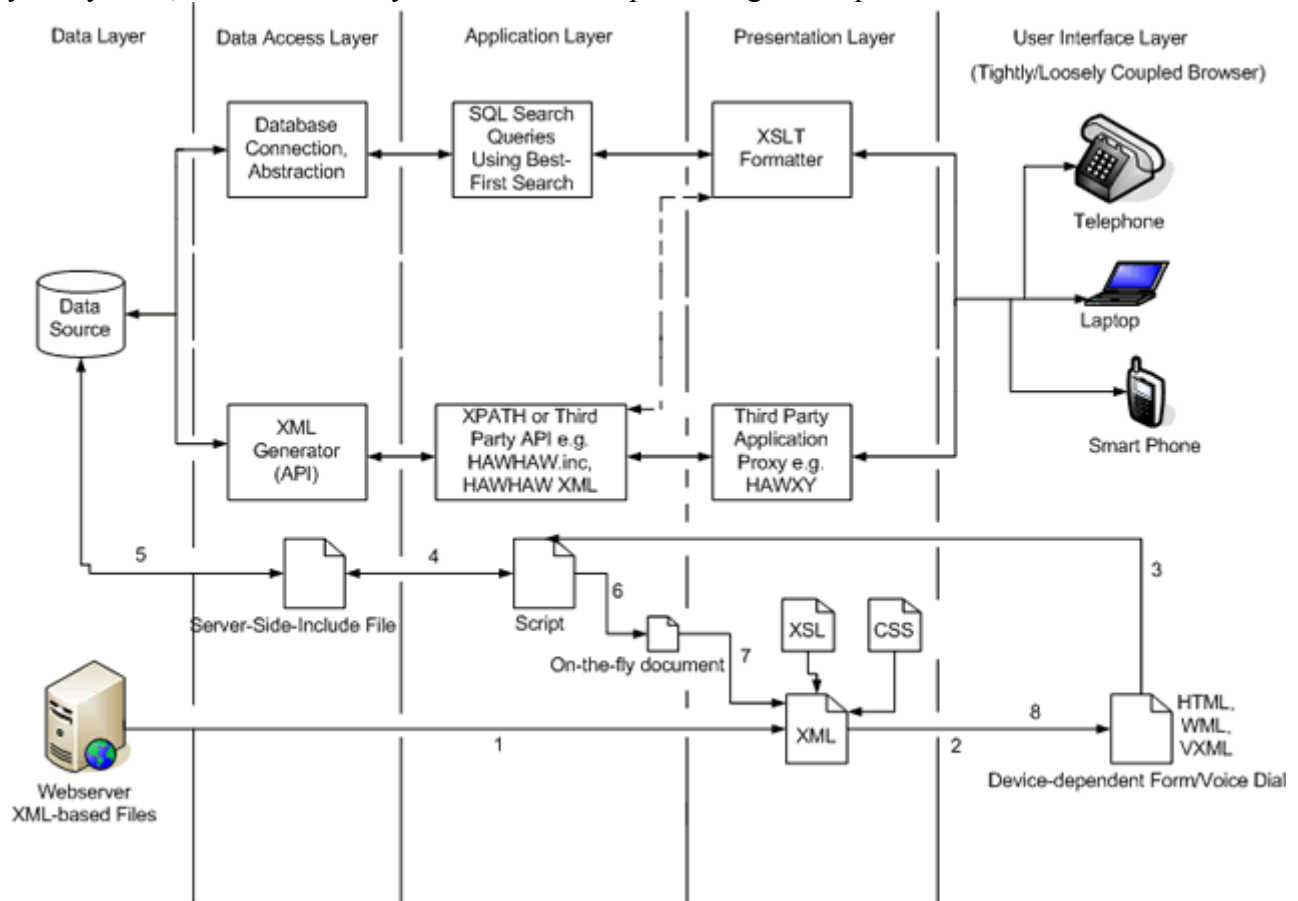 Data Layer
Data Access Layer
Application Layer
Presentation Layer
User Interface Layer
(Tightly/Loosely Coupled Browser)
Database
Connection,
Abstraction
SQL Search
Queries
Using Best-
First Search
XSLT
Formatter
Telephone
Data
Source
Laptop
XML
Generator
(API)
XPATH or Third
Party API e.g.
HAWHAW.inc,
HAWHAW XML
Third Party
Application
Proxy e.g.
HAWXY
Smart Phone
5
4
3
6
Server-Side-Include File
Script
XSL
CSS
On-the-fly document
7
XML
1
2
8
HTML,
WML,
VXML
Device-dependent Form/Voice Dial
Webserver
XML-based Files